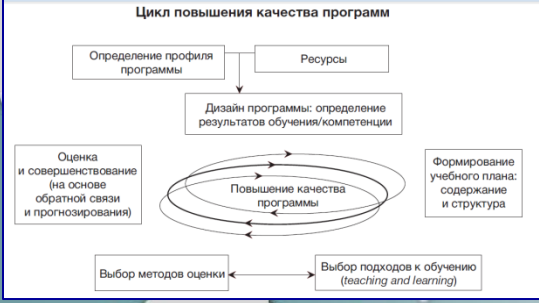 Цикл повышения качества программ
Определение профиля
программы
Ресурсы
Дизайн программы: определение
результатов обучения/компетенции
Оценка
и совершенствование
(на основе
обратной связи
и прогнозирования)
Повышение качества
программы
Формирование
учебного плана:
содержание
и структура
Выбор методов оценки
Выбор подходов к обучению
(teaching and learning)